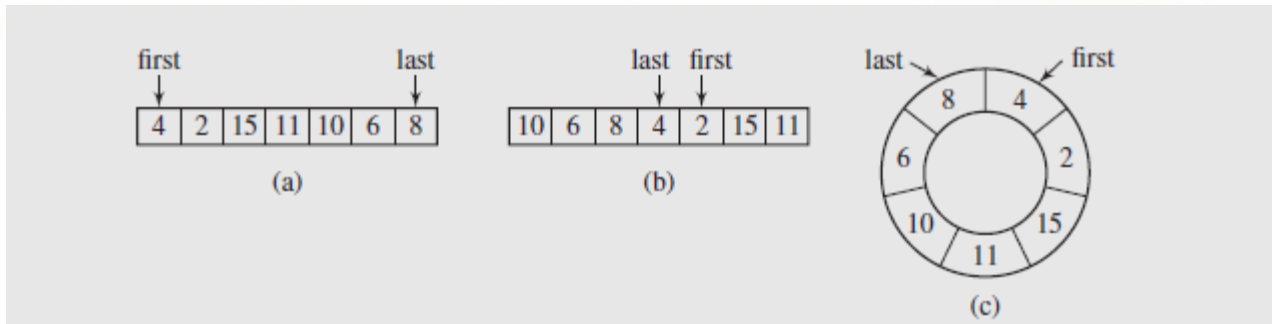 first last
4 2 15 11 10 6 8
(a)
last first
10 6 8 4 2 15 11
(b)
last first
8 4
6 2
10 15
11
(c)